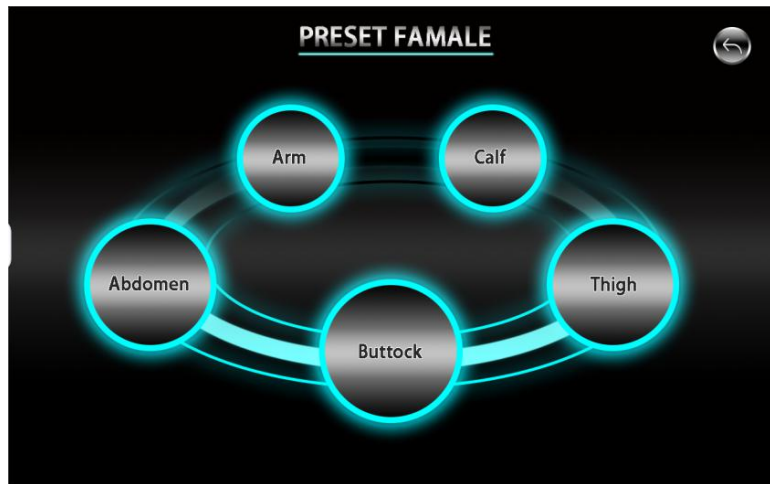 PRESET FAMALE
Arm
Calf
Abdomen
Thigh
Buttock